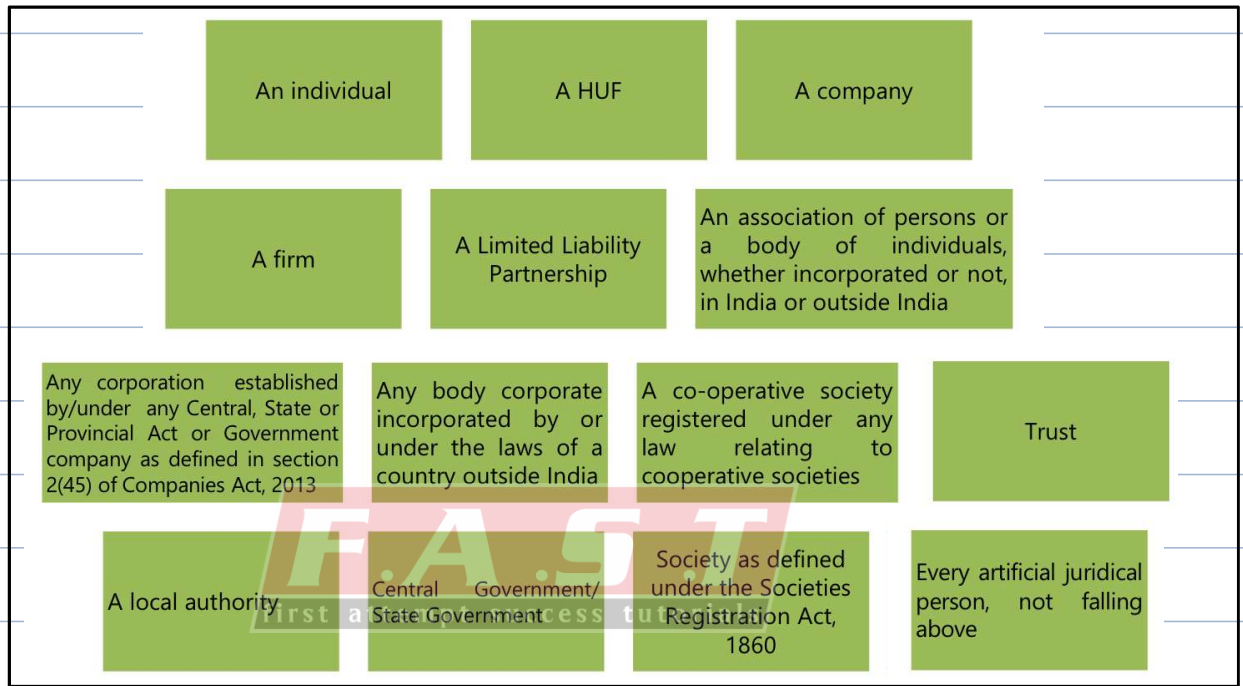 An individual
A HUF
A company
A firm
A Limited Liability
Partnership
An association of persons or
a body of individuals,
whether incorporated or not,
in India or outside India
Any corporation established
by/under any Central, State or
Provincial Act or Government
company as defined in section
2(45) of Companies Act, 2013
Any body corporate
incorporated by or
under the laws of a
country outside India
A co-operative society
registered under any
law relating to
cooperative societies
Trust
A local authority
Central Government/
State Government
Society as defined
under the Societies
Registration Act,
1860
Every artificial juridical
person, not falling
above
F.A.S.T
first attempt success tutorials